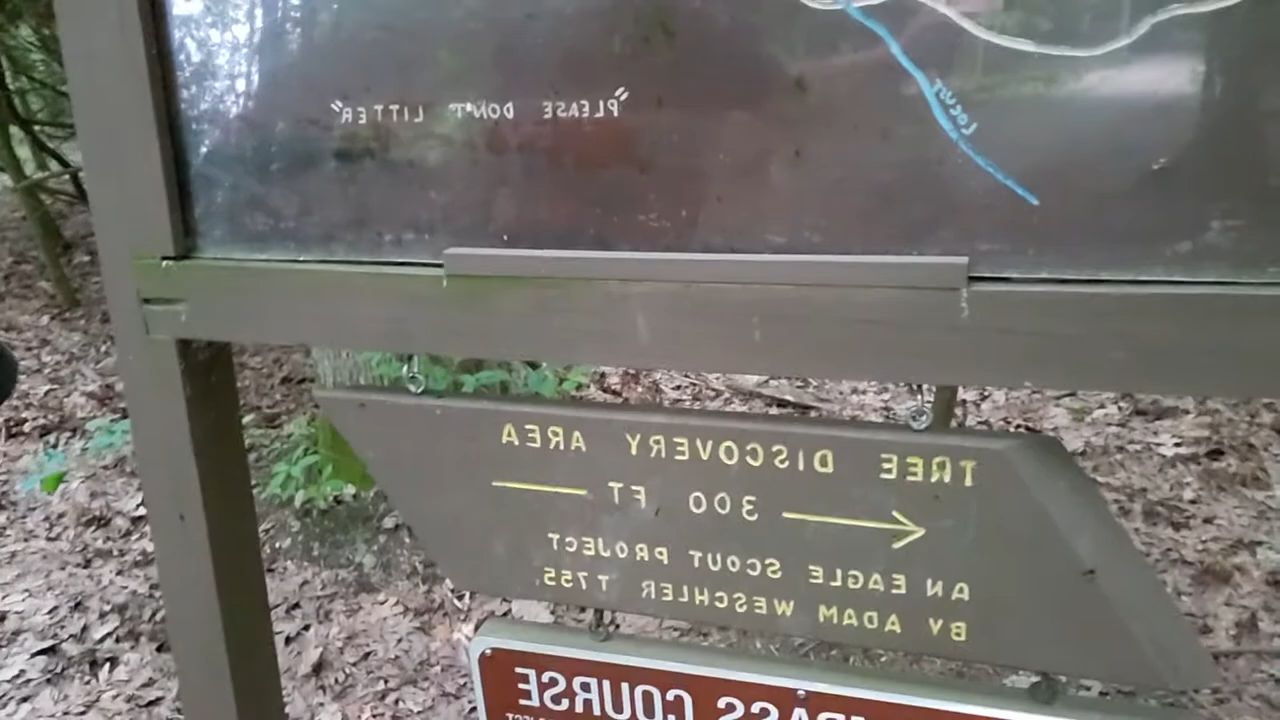 "PLEASE DON'T LITTER"
LOCUST
TREE DISCOVERY AREA
300 FT
AN EAGLE SCOUT PROJECT
BY ADAM WESCHLER T755
COURSE